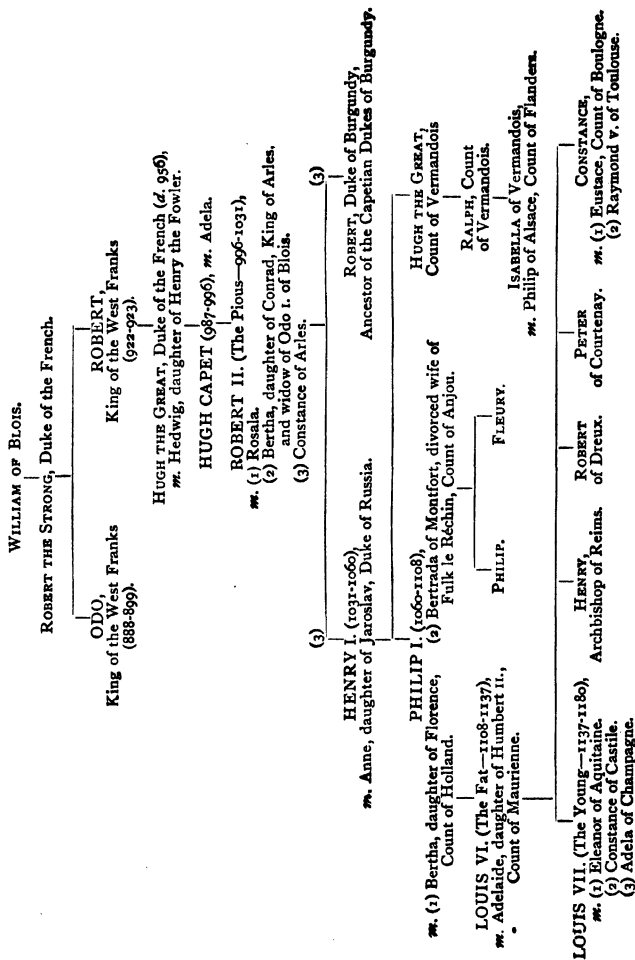 WILLIAM OF BLOIS.
ROBERT THE STRONG, Duke of the French.
ODO,
King of the West Franks
(888-899).
ROBERT,
King of the West Franks
(922-923).
HUGH THE GREAT, Duke of the French (d. 956),
m. Hedwig, daughter of Henry the Fowler.
HUGH CAPET (987-996), m. Adela.
ROBERT II. (The Pious—996-1031),
m. (1) Rosala.
(2) Bertha, daughter of Conrad, King of Arles,
and widow of Odo I. of Blois.
(3) Constance of Arles.
(3)
HENRY I. (1031-1060),
m. Anne, daughter of Jaroslav, Duke of Russia.
(3)
ROBERT, Duke of Burgundy,
Ancestor of the Capetian Dukes of Burgundy.
PHILIP I. (1060-1108),
m. (1) Bertha, daughter of Florence,
Count of Holland.
(2) Bertrada of Montfort, divorced wife of
Fulk le Réchin, Count of Anjou.
HUGH THE GREAT,
Count of Vermandois
LOUIS VI. (The Fat—1108-1137),
m. Adelaide, daughter of Humbert II.,
Count of Maurienne.
PHILIP.
FLEURY.
RALPH, Count
of Vermandois.
ISABELLA of Vermandois,
m. Philip of Alsace, Count of Flanders.
LOUIS VII. (The Young—1137-1180),
m. (1) Eleanor of Aquitaine.
(2) Constance of Castile.
(3) Adela of Champagne.
HENRY,
Archbishop of Reims.
ROBERT
of Dreux.
PETER
of Courtenay.
CONSTANCE,
m. (1) Eustace, Count of Boulogne.
(2) Raymond v. of Toulouse.